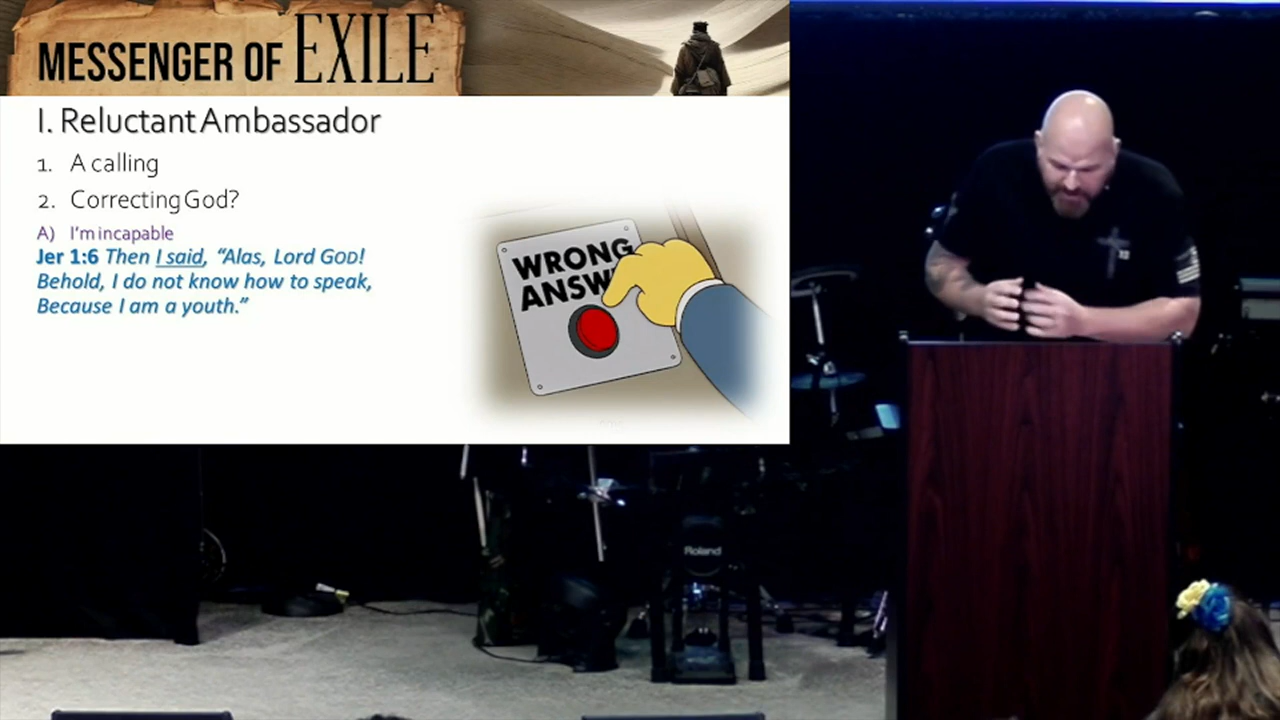 MESSENGER OF EXILE
I. Reluctant Ambassador
1. A calling
2. Correcting God?
A) I'm incapable
Jer 1:6 Then I said, “Alas, Lord GOD!
Behold, I do not know how to speak,
Because I am a youth.”
WRONG
ANSW
Roland